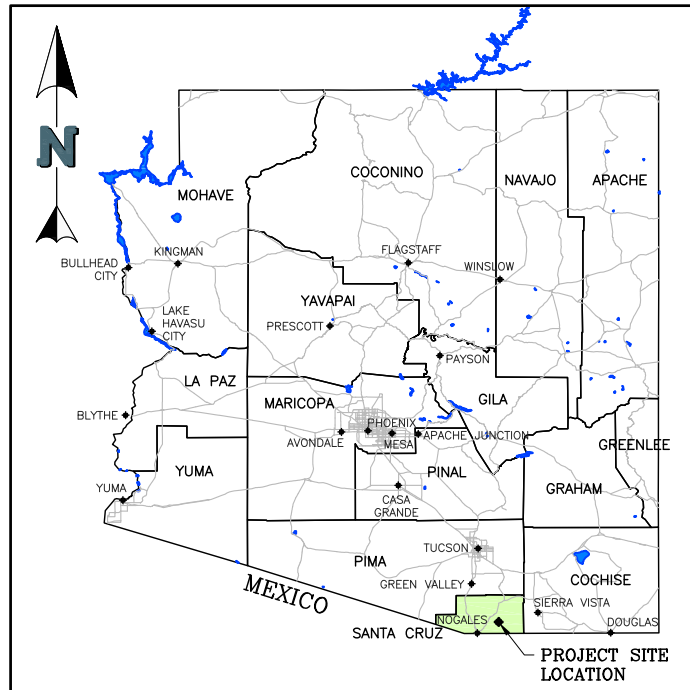 N
COCONINO
NAVAJO
APACHE
MOHAVE
KINGMAN
FLAGSTAFF
BULLHEAD
CITY
WINSLOW
YAVAPAI
LAKE
HAVASU
CITY
PRESCOTT
PAYSON
LA PAZ
GILA
MARICOPA
BLYTHE
PHOENIX
AVONDALE
MESA
APACHE JUNCTION
GREENLEE
YUMA
PINAL
GRAHAM
YUMA
CASA
GRANDE
TUCSON
PIMA
GREEN VALLEY
COCHISE
MEXICO
SIERRA VISTA
NOGALES
DOUGLAS
SANTA CRUZ
PROJECT SITE
LOCATION